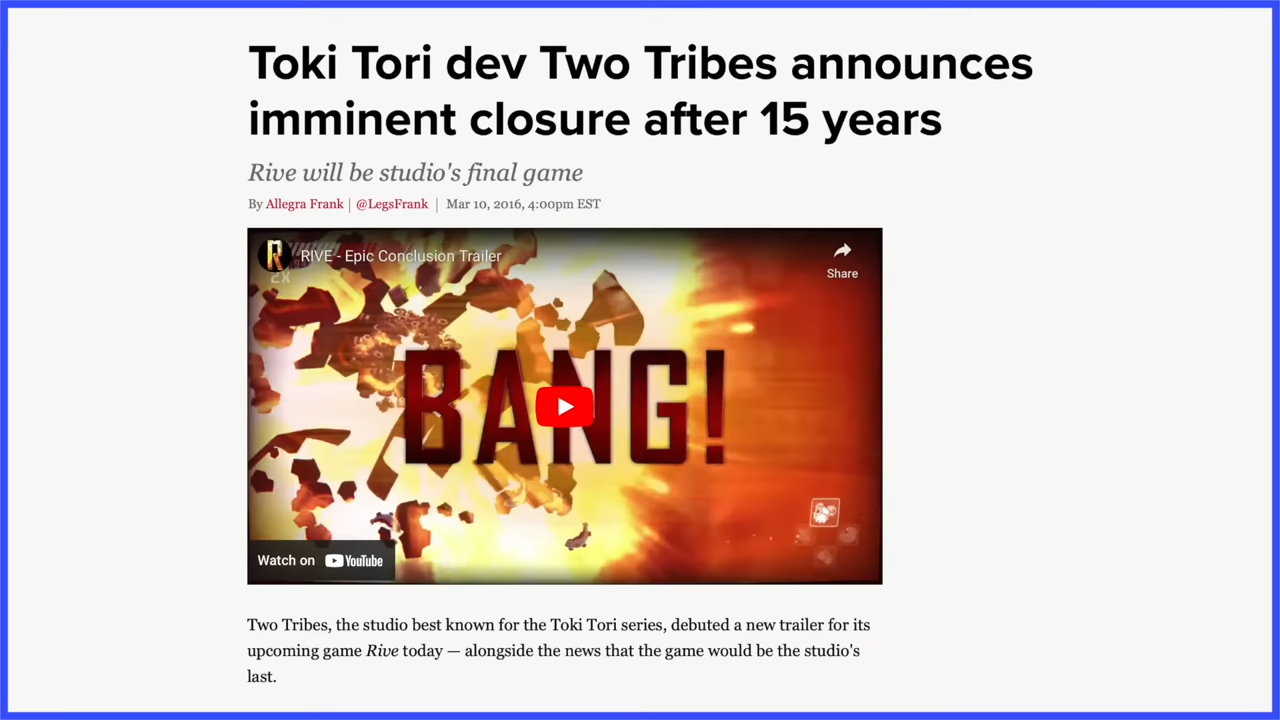 Toki Tori dev Two Tribes announces
imminent closure after 15 years
Rive will be studio's final game
By Allegra Frank | @LegsFrank | Mar 10, 2016, 4:00pm EST
RIVE - Epic Conclusion Trailer
Share
2X
BANG!
Watch on YouTube
Two Tribes, the studio best known for the Toki Tori series, debuted a new trailer for its
upcoming game Rive today — alongside the news that the game would be the studio's
last.